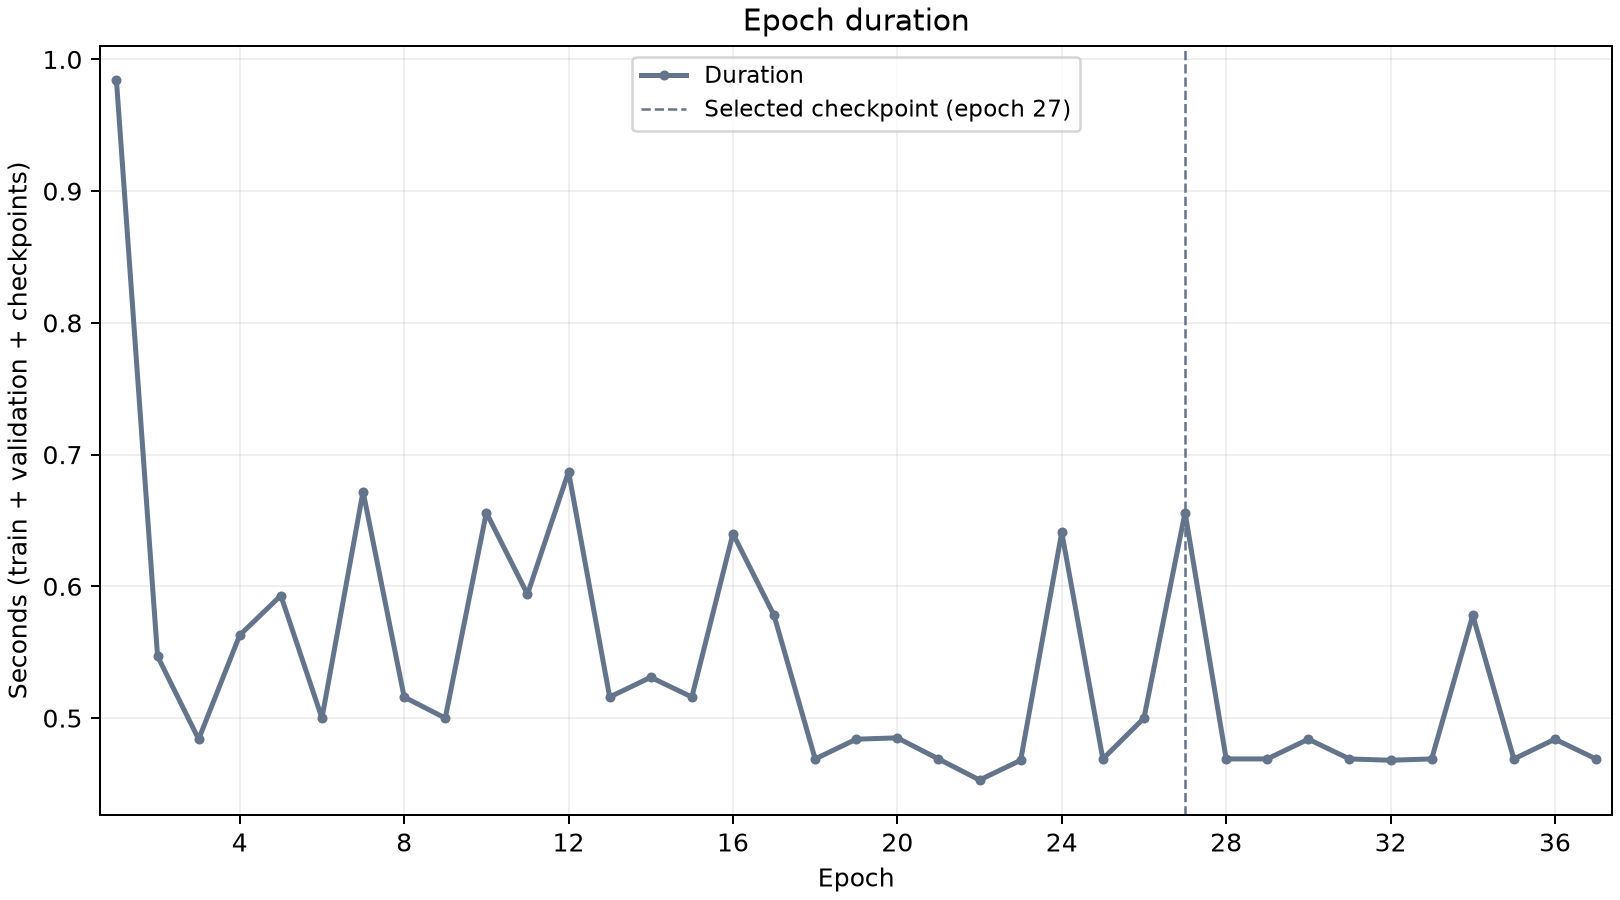 Epoch duration
Duration
Selected checkpoint (epoch 27)
Seconds (train + validation + checkpoints)
1.0
0.9
0.8
0.7
0.6
0.5
4 8 12 16 20 24 28 32 36
Epoch